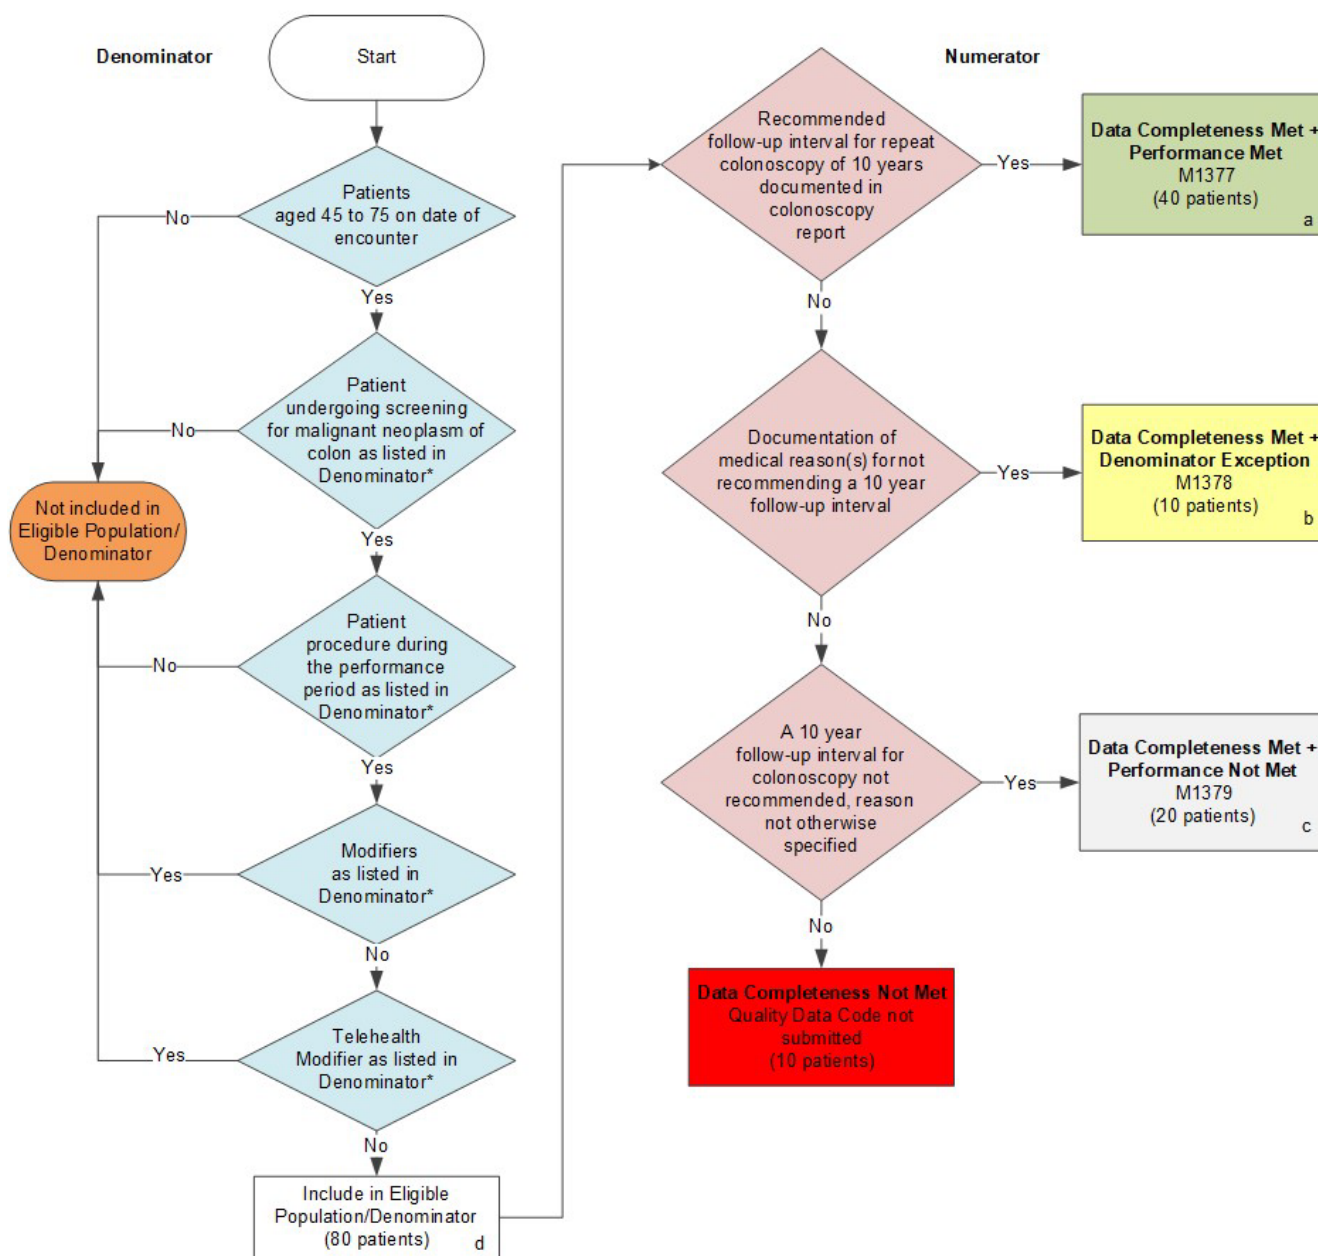 Denominator
Start
Patients
aged 45 to 75 on date of
encounter
No
Yes
Patient
undergoing screening
for malignant neoplasm of
colon as listed in
Denominator*
No
Yes
Not included in
Eligible Population/
Denominator
Patient
procedure during
the performance
period as listed in
Denominator*
No
Yes
Modifiers
as listed in
Denominator*
Yes
No
Telehealth
Modifier as listed in
Denominator*
Yes
No
Include in Eligible
Population/Denominator
(80 patients)
d
Numerator
Recommended
follow-up interval for repeat
colonoscopy of 10 years
documented in
colonoscopy
report
Yes
Data Completeness Met +
Performance Met
M1377
(40 patients)
a
No
Documentation of
medical reason(s) for not
recommending a 10 year
follow-up interval
Yes
Data Completeness Met +
Denominator Exception
M1378
(10 patients)
b
No
A 10 year
follow-up interval for
colonoscopy not
recommended, reason
not otherwise
specified
Yes
Data Completeness Met +
Performance Not Met
M1379
(20 patients)
c
No
Data Completeness Not Met
Quality Data Code not
submitted
(10 patients)